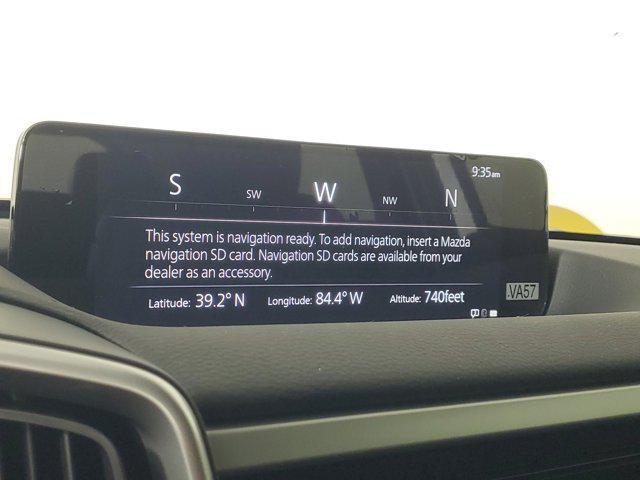 9:35am
S SW W NW N
This system is navigation ready. To add navigation, insert a Mazda
navigation SD card. Navigation SD cards are available from your
dealer as an accessory.
Latitude: 39.2° N Longitude: 84.4° W Altitude: 740feet
.VA57